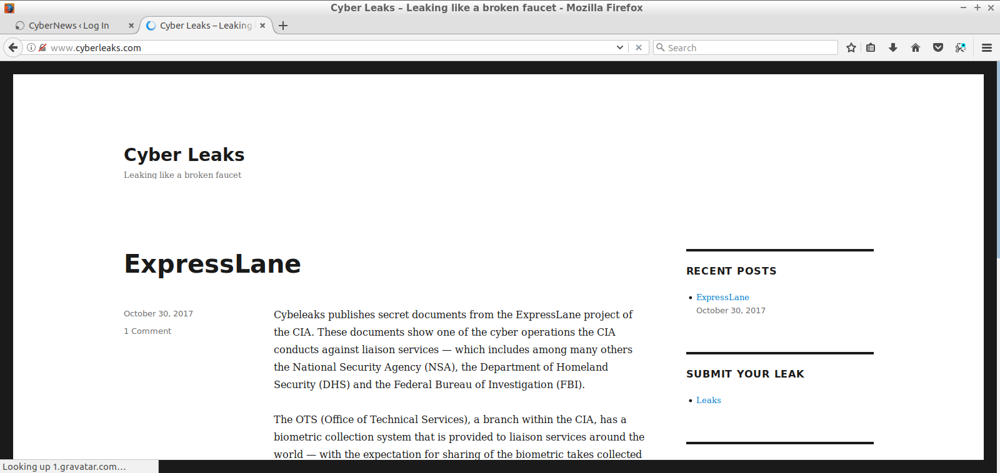 Cyber Leaks – Leaking like a broken faucet - Mozilla Firefox
CyberNews ‹ Log In
Cyber Leaks – Leaking
www.cyberleaks.com
Search
Cyber Leaks
Leaking like a broken faucet
ExpressLane
October 30, 2017
1 Comment
Cybeleaks publishes secret documents from the ExpressLane project of
the CIA. These documents show one of the cyber operations the CIA
conducts against liaison services — which includes among many others
the National Security Agency (NSA), the Department of Homeland
Security (DHS) and the Federal Bureau of Investigation (FBI).
The OTS (Office of Technical Services), a branch within the CIA, has a
biometric collection system that is provided to liaison services around the
world — with the expectation for sharing of the biometric takes collected
RECENT POSTS
ExpressLane
October 30, 2017
SUBMIT YOUR LEAK
Leaks
Looking up 1.gravatar.com…